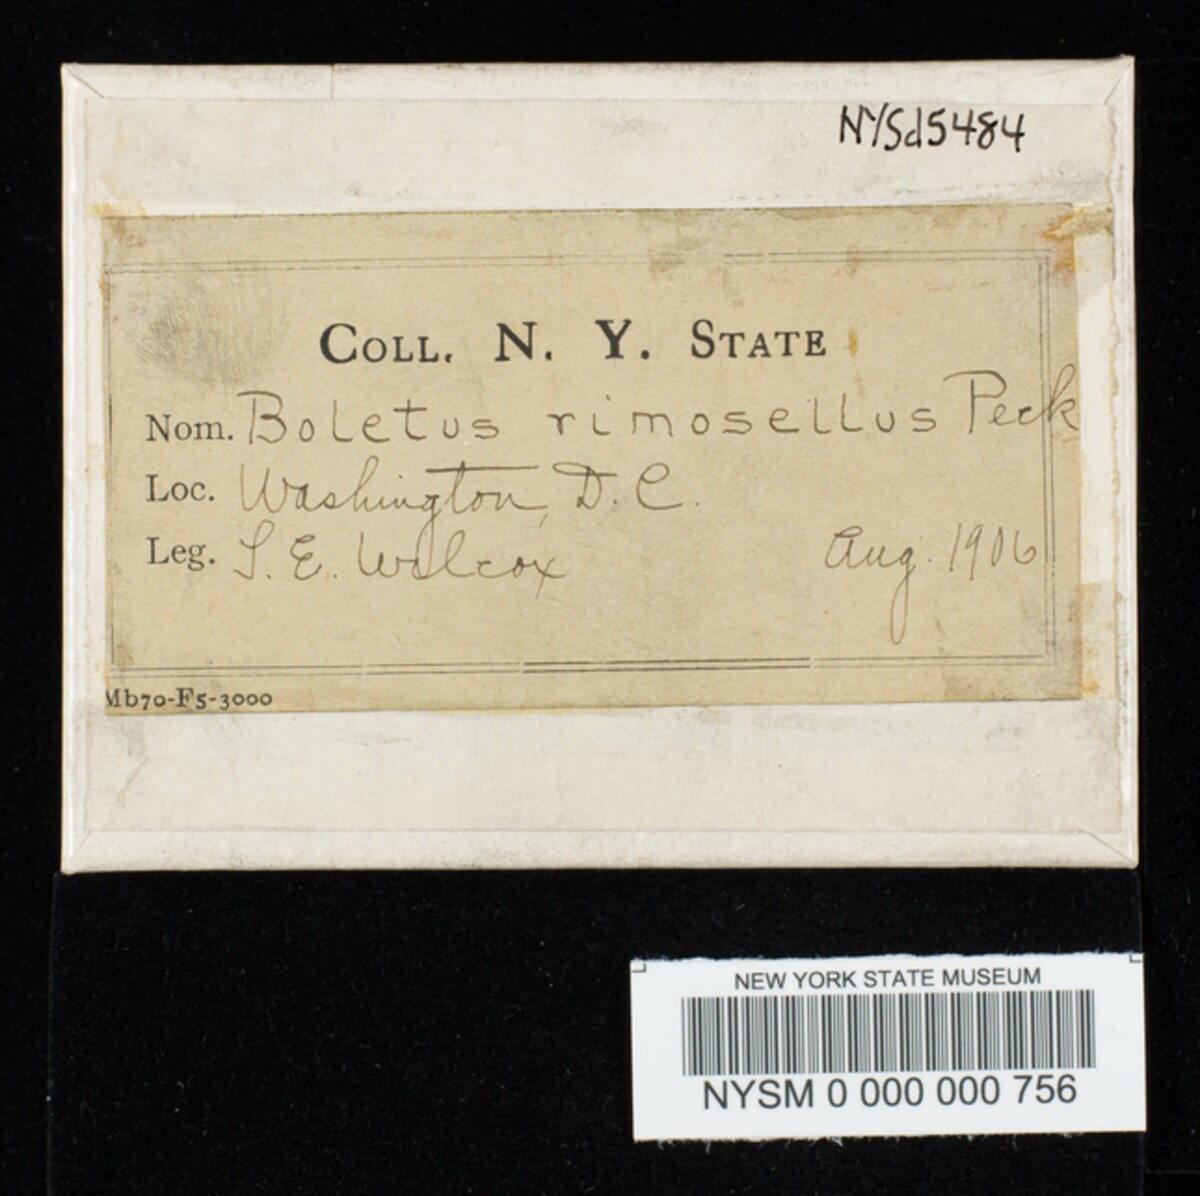 NYSd5484
COLL. N. Y. STATE
Nom. Boletus rimosellus Peck
Loc. Washington, D. C.
Leg. T. E. Wilcox Aug. 1906
Mb70-F5-3000
NEW YORK STATE MUSEUM
NYSM 0 000 000 756